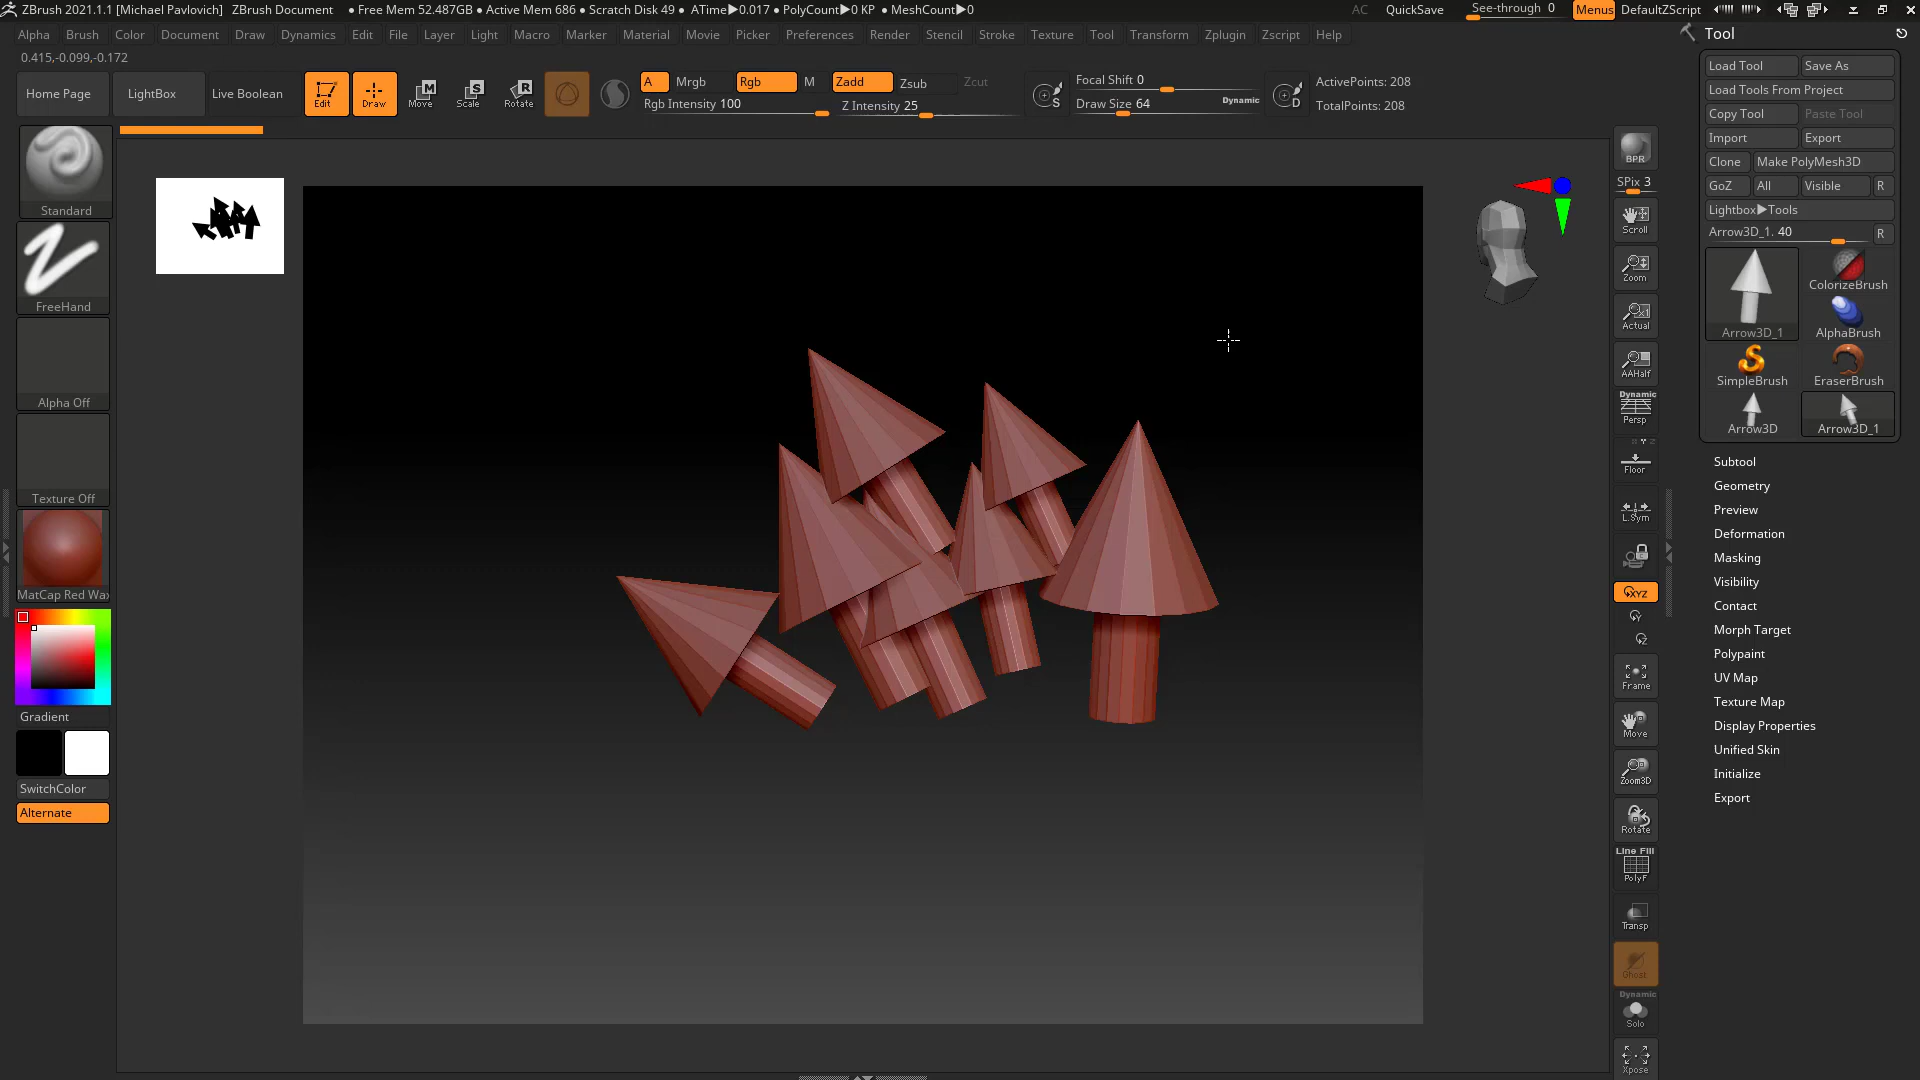 ZBrush 2021.1.1 [Michael Pavlovich] ZBrush Document • Free Mem 52.487GB • Active Mem 686 • Scratch Disk 49 • ATime▶0.017 • PolyCount▶0 KP • MeshCount▶0 AC QuickSave See-through 0 Menus DefaultZScript
Alpha Brush Color Document Draw Dynamics Edit File Layer Light Macro Marker Material Movie Picker Preferences Render Stencil Stroke Texture Tool Transform Zplugin Zscript Help
0.415,-0.099,-0.172
Home Page LightBox Live Boolean Edit Draw Move Scale Rotate
A Mrgb Rgb M Zadd Zsub Zcut
Rgb Intensity 100 Z Intensity 25
S Focal Shift 0
Draw Size 64 Dynamic D
ActivePoints: 208
TotalPoints: 208
Standard
FreeHand
Alpha Off
Texture Off
MatCap Red Wax
Gradient
SwitchColor
Alternate
BPR
SPix 3
Scroll
Zoom
Actual
AAHalf
Dynamic
Persp
Floor
L.Sym
XYZ
Y
Z
Frame
Move
Zoom3D
Rotate
Line Fill
PolyF
Transp
Ghost
Dynamic
Solo
Xpose
Tool
Load Tool Save As
Load Tools From Project
Copy Tool Paste Tool
Import Export
Clone Make PolyMesh3D
GoZ All Visible R
Lightbox▶Tools
Arrow3D_1. 40 R
Arrow3D_1 ColorizeBrush
AlphaBrush
SimpleBrush EraserBrush
Arrow3D Arrow3D_1
Subtool
Geometry
Preview
Deformation
Masking
Visibility
Contact
Morph Target
Polypaint
UV Map
Texture Map
Display Properties
Unified Skin
Initialize
Export